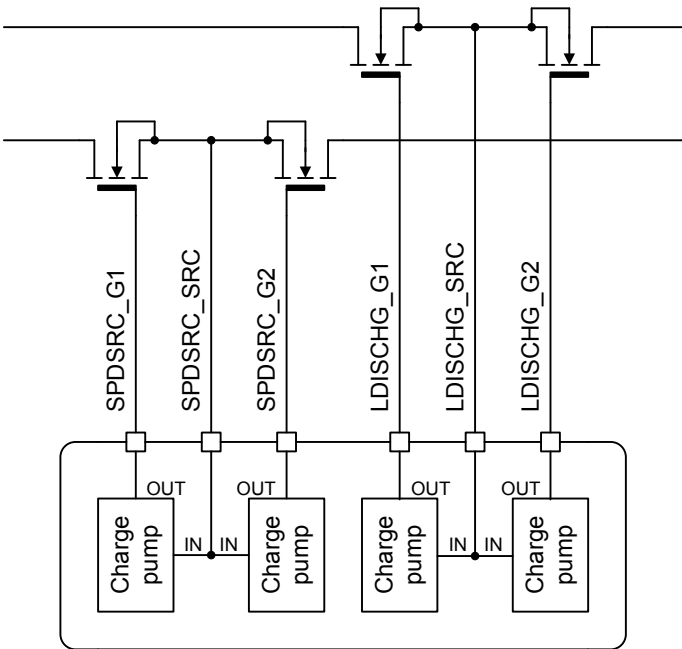 SPDSRC_G1
SPDSRC_SRC
SPDSRC_G2
LDISCHG_G1
LDISCHG_SRC
LDISCHG_G2
OUT
OUT
OUT
OUT
Charge
pump
IN
IN
Charge
pump
Charge
pump
IN
IN
Charge
pump